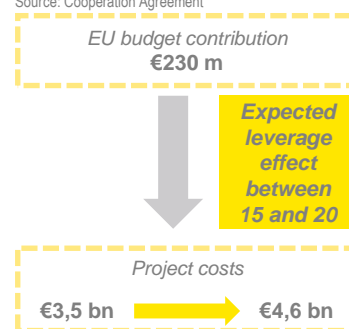 Source: Cooperation Agreement
EU budget contribution
€230 m
Expected
leverage
effect
between
15 and 20
Project costs
€3,5 bn €4,6 bn